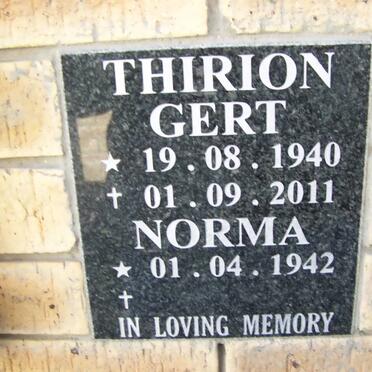 THIRION
GERT
★ 19 . 08 . 1940
✝ 01 . 09 . 2011
NORMA
★ 01 . 04 . 1942
✝
IN LOVING MEMORY